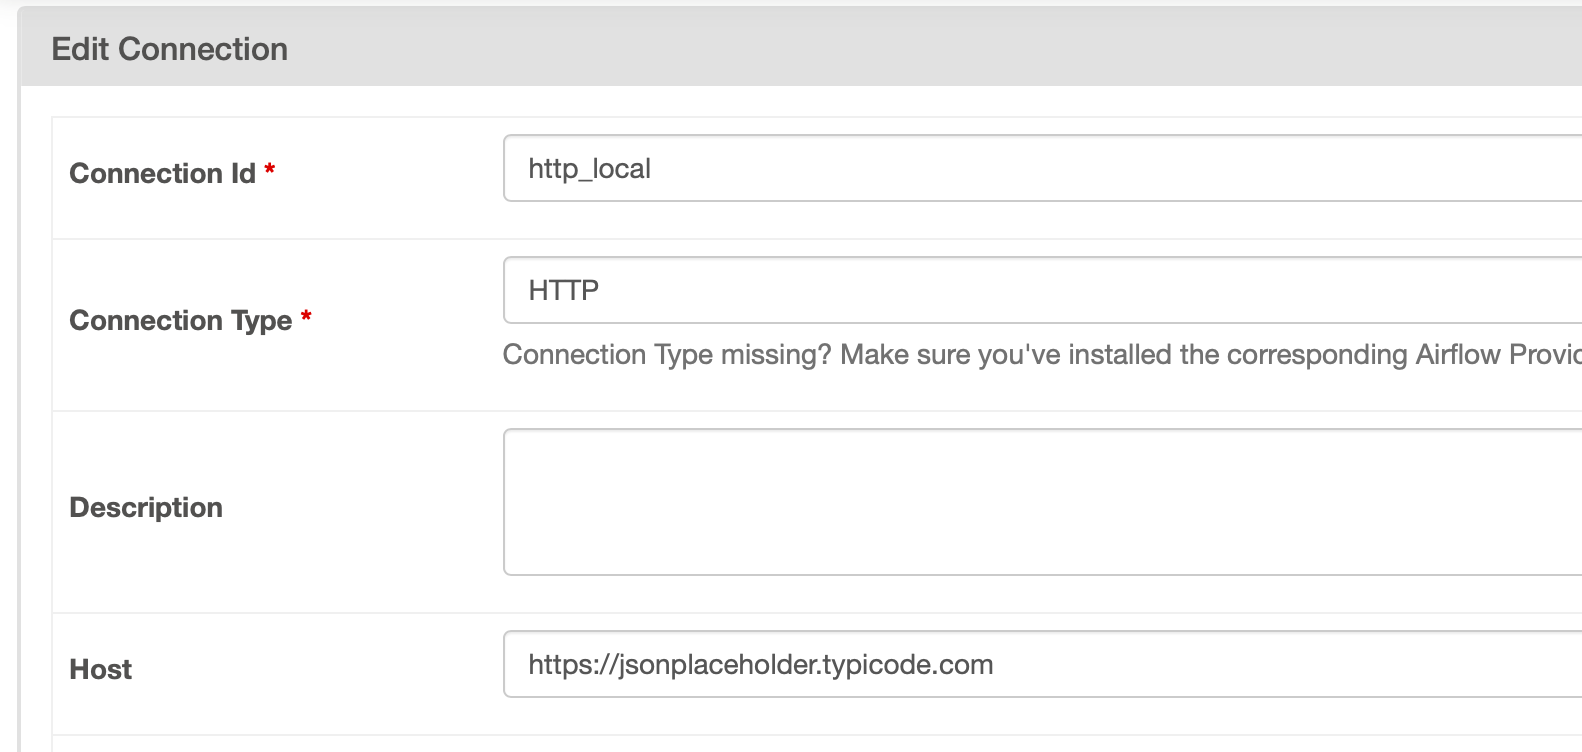 Edit Connection
Connection Id *
http_local
Connection Type *
HTTP
Connection Type missing? Make sure you've installed the corresponding Airflow
Description
Host
https://jsonplaceholder.typicode.com